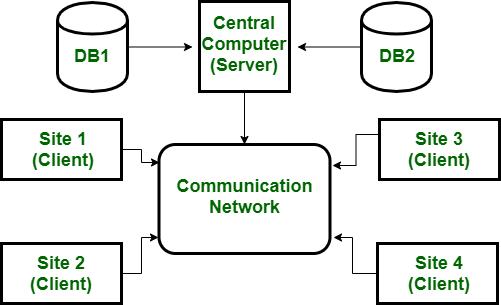 DB1
Central
Computer
(Server)
DB2
Site 1
(Client)
Site 3
(Client)
Communication
Network
Site 2
(Client)
Site 4
(Client)